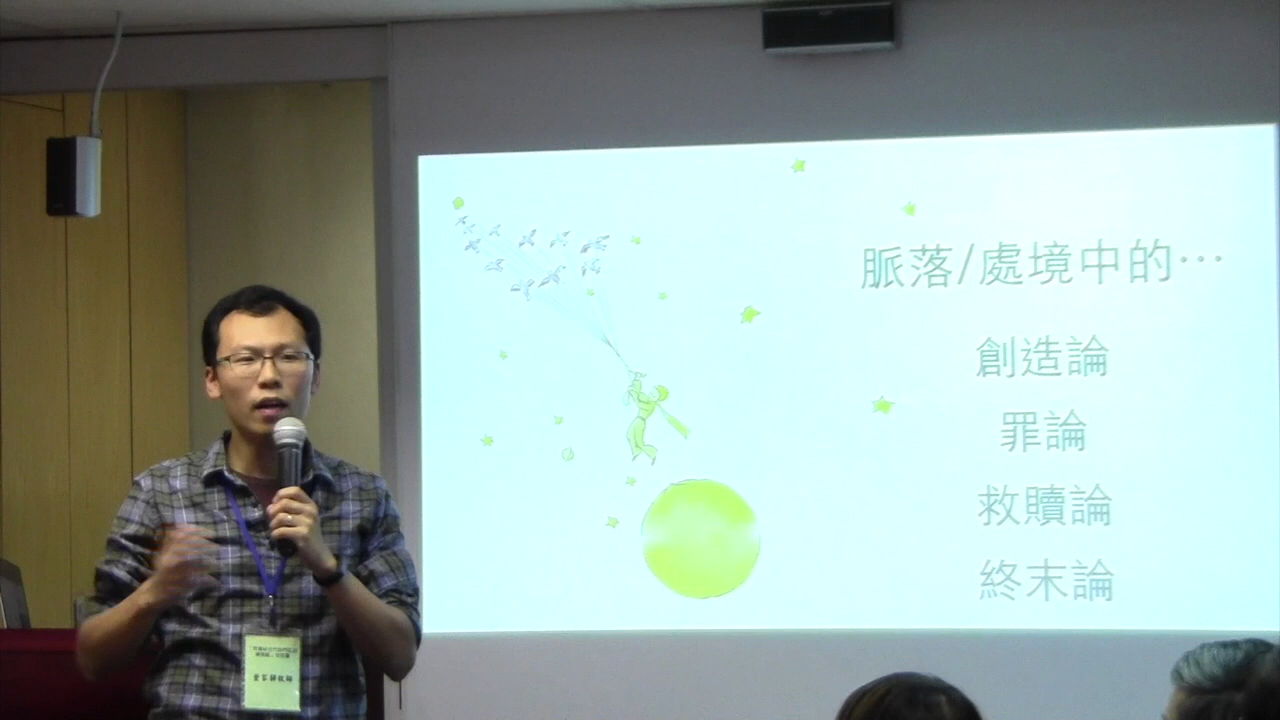 脈落/處境中的…
創造論
罪論
救贖論
終末論